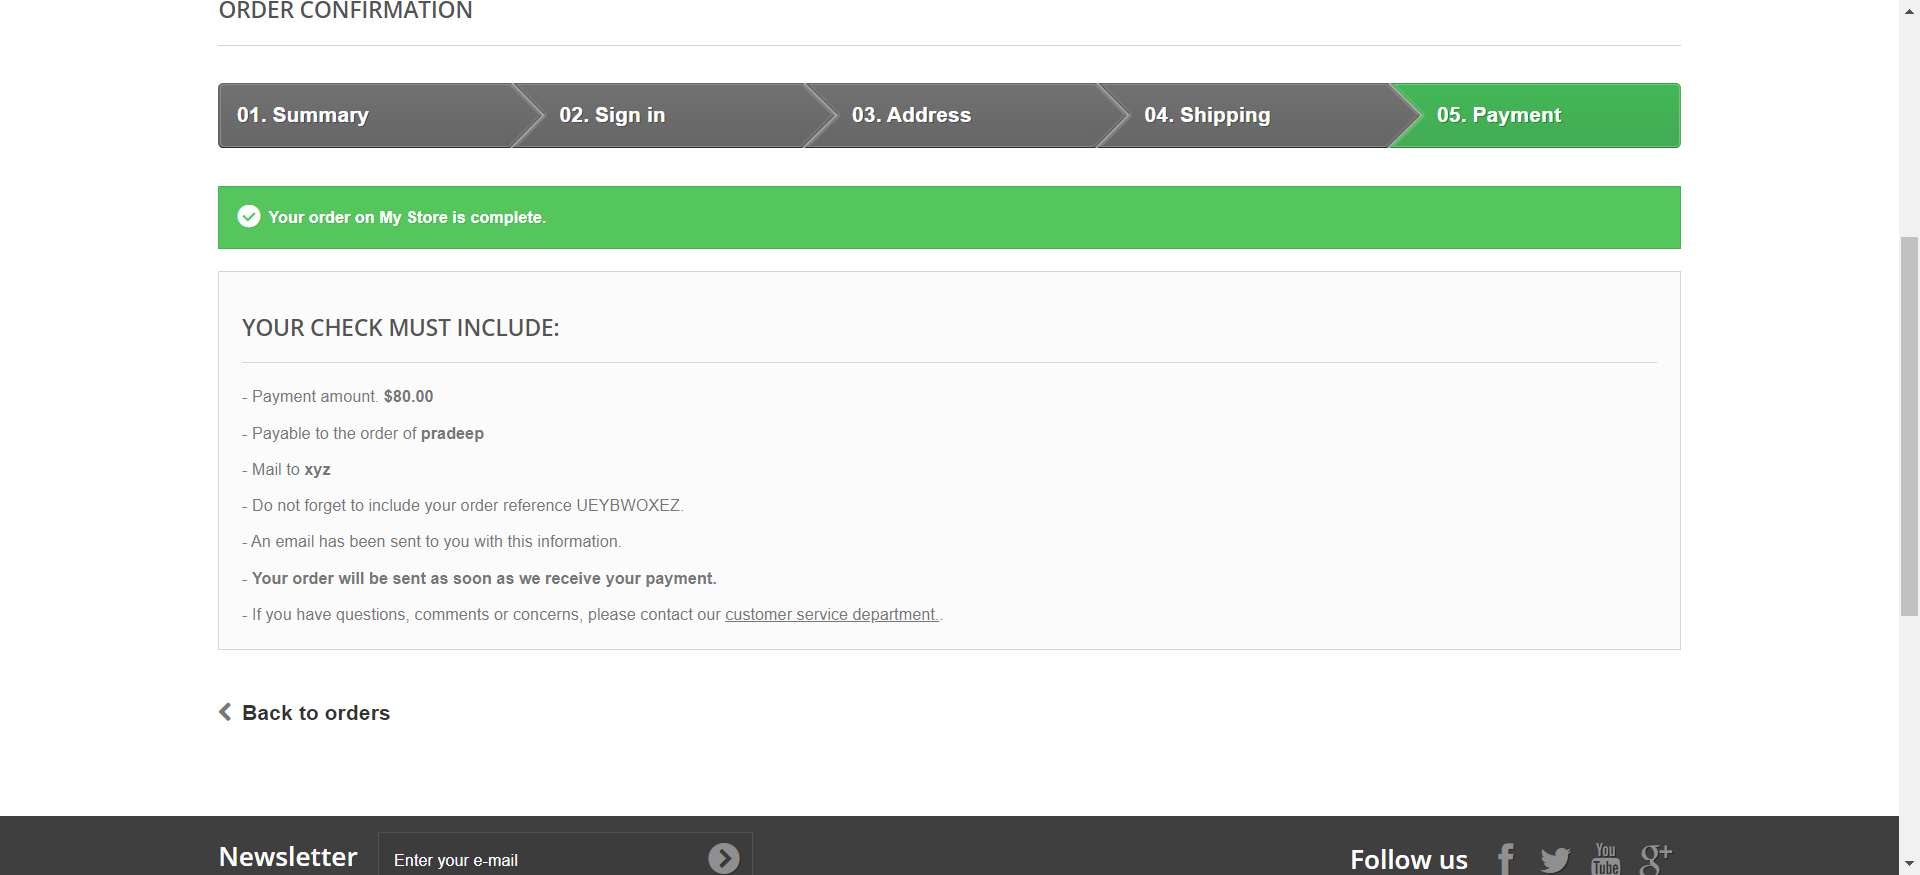 ORDER CONFIRMATION
01. Summary
02. Sign in
03. Address
04. Shipping
05. Payment
Your order on My Store is complete.
YOUR CHECK MUST INCLUDE:
- Payment amount. $80.00
- Payable to the order of pradeep
- Mail to xyz
- Do not forget to include your order reference UEYBWOXEZ.
- An email has been sent to you with this information.
- Your order will be sent as soon as we receive your payment.
- If you have questions, comments or concerns, please contact our customer service department..
Back to orders
Newsletter
Enter your e-mail
Follow us
You
Tube
g+